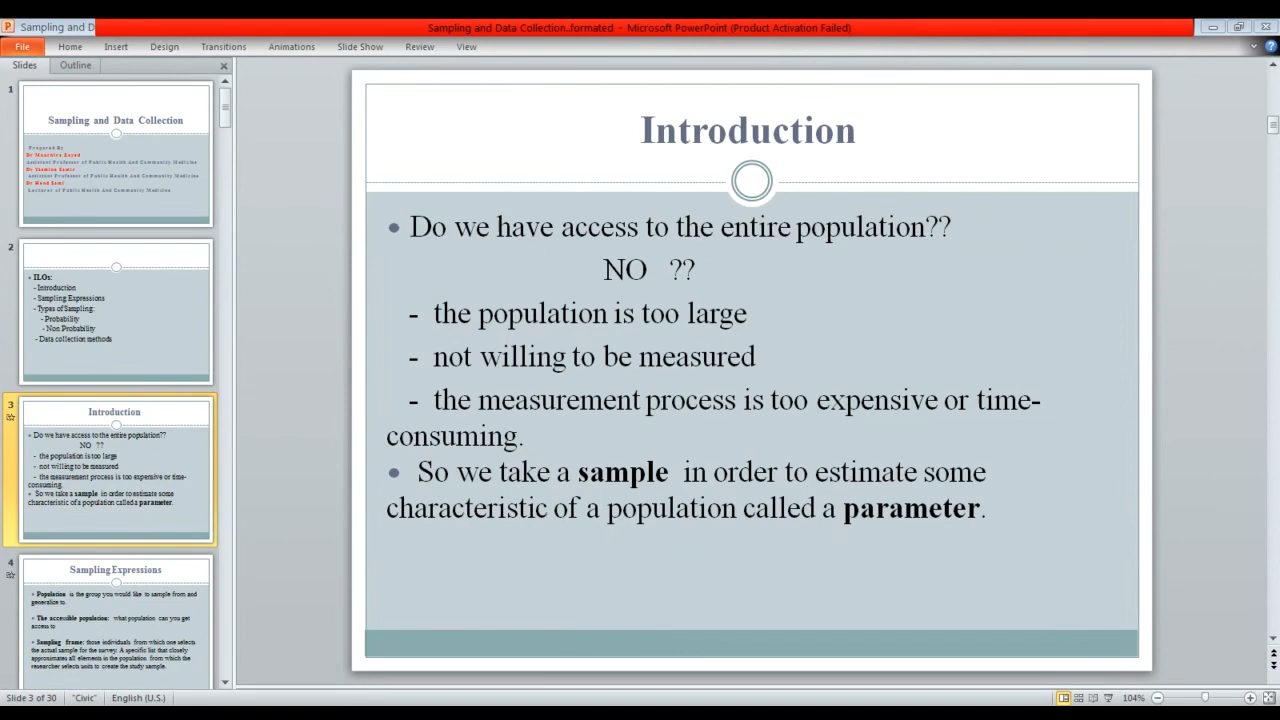 Sampling and D
Sampling and Data Collection..formated - Microsoft PowerPoint (Product Activation Failed)
File Home Insert Design Transitions Animations Slide Show Review View
Slides Outline
1
Sampling and Data Collection
Prepared By
Assistant Professor of Public Health And Community Medicine
Assistant Professor of Public Health And Community Medicine
Lecturer of Public Health And Community Medicine
2
ILOs:
- Introduction
- Sampling Expressions
- Types of Sampling:
- Probability
- Non Probability
- Data collection methods
3
Introduction
Do we have access to the entire population??
NO ??
- the population is too large
- not willing to be measured
- the measurement process is too expensive or time-
consuming.
So we take a sample in order to estimate some
characteristic of a population called a parameter.
4
Sampling Expressions
Population is the group you would like to sample from and
generalize to.
The accessible population: what population can you get
access to
Sampling frame: those individuals from which one selects
the actual sample for the survey. A specific list that closely
approximates all elements in the population from which the
researcher selects units to create the study sample.
Introduction
• Do we have access to the entire population??
NO ??
- the population is too large
- not willing to be measured
- the measurement process is too expensive or time-
consuming.
• So we take a sample in order to estimate some
characteristic of a population called a parameter.
Slide 3 of 30 "Civic" English (U.S.) 104%